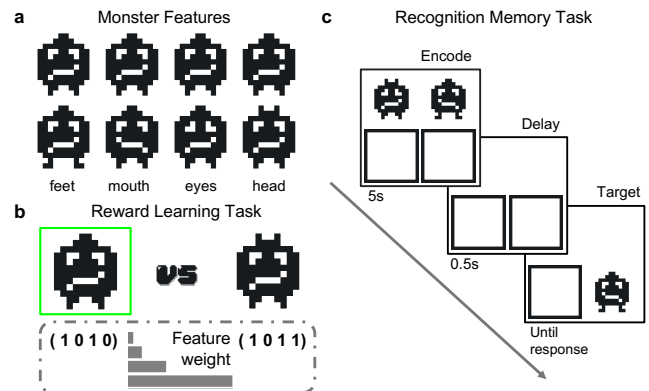 a Monster Features
feet mouth eyes head
b Reward Learning Task
VS
(1 0 1 0) Feature weight (1 0 1 1)
c Recognition Memory Task
Encode
5s
Delay
0.5s
Target
Until
response